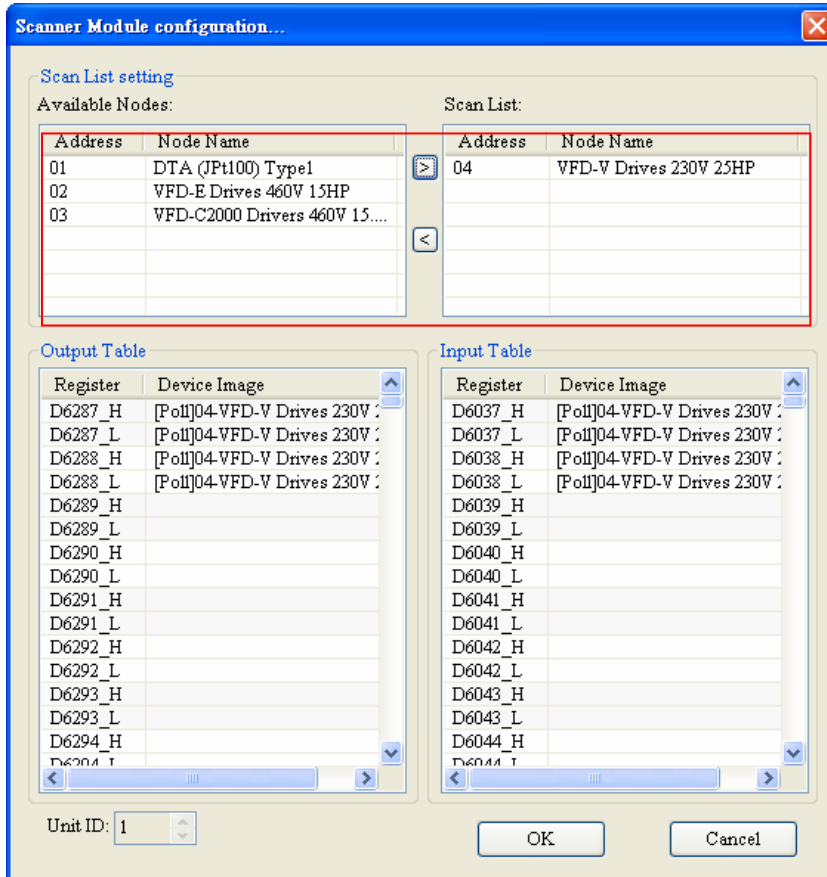 Scanner Module configuration...
Scan List setting
Available Nodes:
Address Node Name
01 DTA (JPt100) Type1
02 VFD-E Drives 460V 15HP
03 VFD-C2000 Drivers 460V 15....
>
<
Scan List:
Address Node Name
04 VFD-V Drives 230V 25HP
Output Table
Register Device Image
D6287_H [Poll]04-VFD-V Drives 230V
D6287_L [Poll]04-VFD-V Drives 230V
D6288_H [Poll]04-VFD-V Drives 230V
D6288_L [Poll]04-VFD-V Drives 230V
D6289_H
D6289_L
D6290_H
D6290_L
D6291_H
D6291_L
D6292_H
D6292_L
D6293_H
D6293_L
D6294_H
D6294_L
Input Table
Register Device Image
D6037_H [Poll]04-VFD-V Drives 230V
D6037_L [Poll]04-VFD-V Drives 230V
D6038_H [Poll]04-VFD-V Drives 230V
D6038_L [Poll]04-VFD-V Drives 230V
D6039_H
D6039_L
D6040_H
D6040_L
D6041_H
D6041_L
D6042_H
D6042_L
D6043_H
D6043_L
D6044_H
D6044_L
Unit ID: 1
OK
Cancel